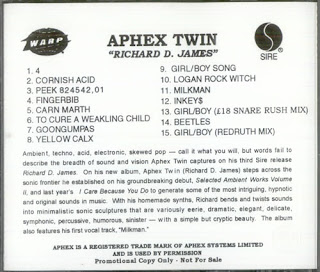 WARP
APHEX TWIN
"RICHARD D. JAMES"
SIRE
1. 4
2. CORNISH ACID
3. PEEK 824542,01
4. FINGERBIB
5. CARN MARTH
6. TO CURE A WEAKLING CHILD
7. GOONGUMPAS
8. YELLOW CALX
9. GIRL/BOY SONG
10. LOGAN ROCK WITCH
11. MILKMAN
12. INKEY$
13. GIRL/BOY (£18 SNARE RUSH MIX)
14. BEETLES
15. GIRL/BOY (REDRUTH MIX)
Ambient, techno, acid, electronic, skewed pop — call it what you will, but words fail to
describe the breadth of sound and vision Aphex Twin captures on his third Sire release
Richard D. James. On his new album, Aphex Twin (Richard D. James) steps across the
sonic frontier he established on his groundbreaking debut, Selected Ambient Works Volume
II, and last year's I Care Because You Do to generate some of the most intriguing, hypnotic
and original sounds in music. With his homemade synths, Richard bends and twists sounds
into minimalistic sonic sculptures that are variously eerie, dramatic, elegant, delicate,
symphonic, percussive, humorous, sinister — with a simple but cryptic beauty. The album
also features his first vocal track, "Milkman."
APHEX IS A REGISTERED TRADE MARK OF APHEX SYSTEMS LIMITED
AND IS USED BY PERMISSION
Promotional Copy Only - Not For Sale